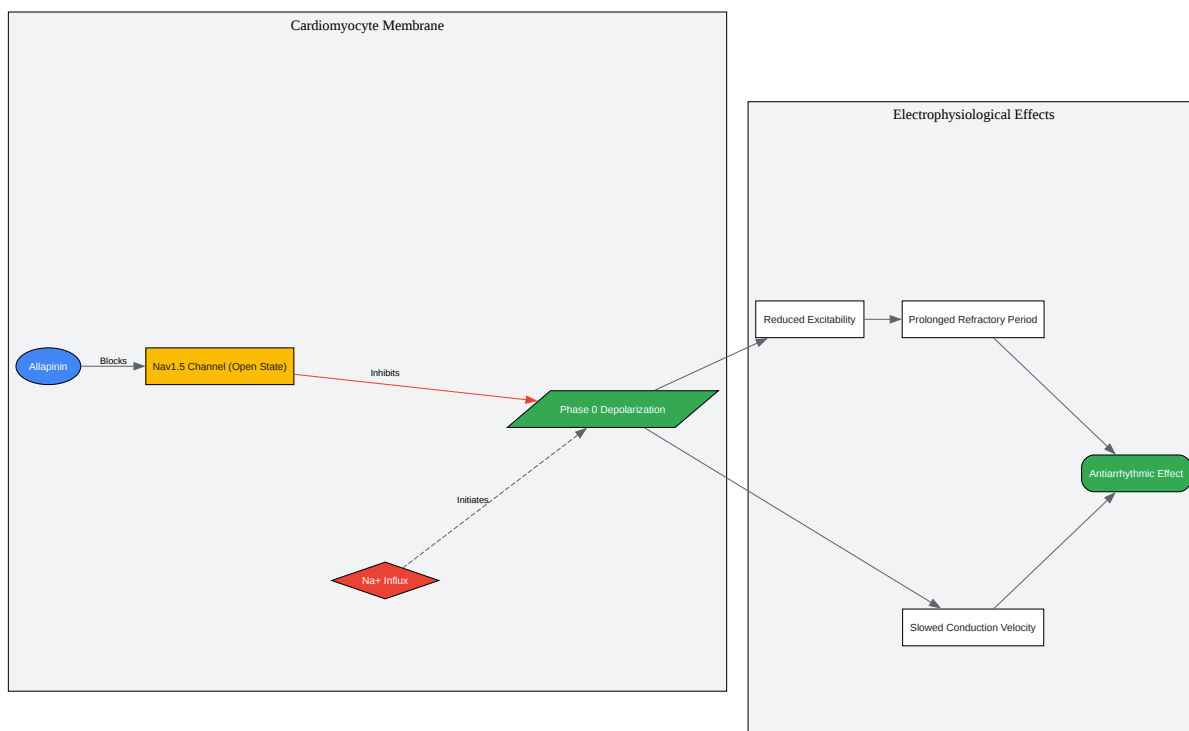 Cardiomyocyte Membrane
Electrophysiological Effects
Reduced Excitability
Prolonged Refractory Period
Allapinin
Blocks
Nav1.5 Channel (Open State)
Inhibits
Phase 0 Depolarization
Antiarrhythmic Effect
Initiates
Na+ Influx
Slowed Conduction Velocity